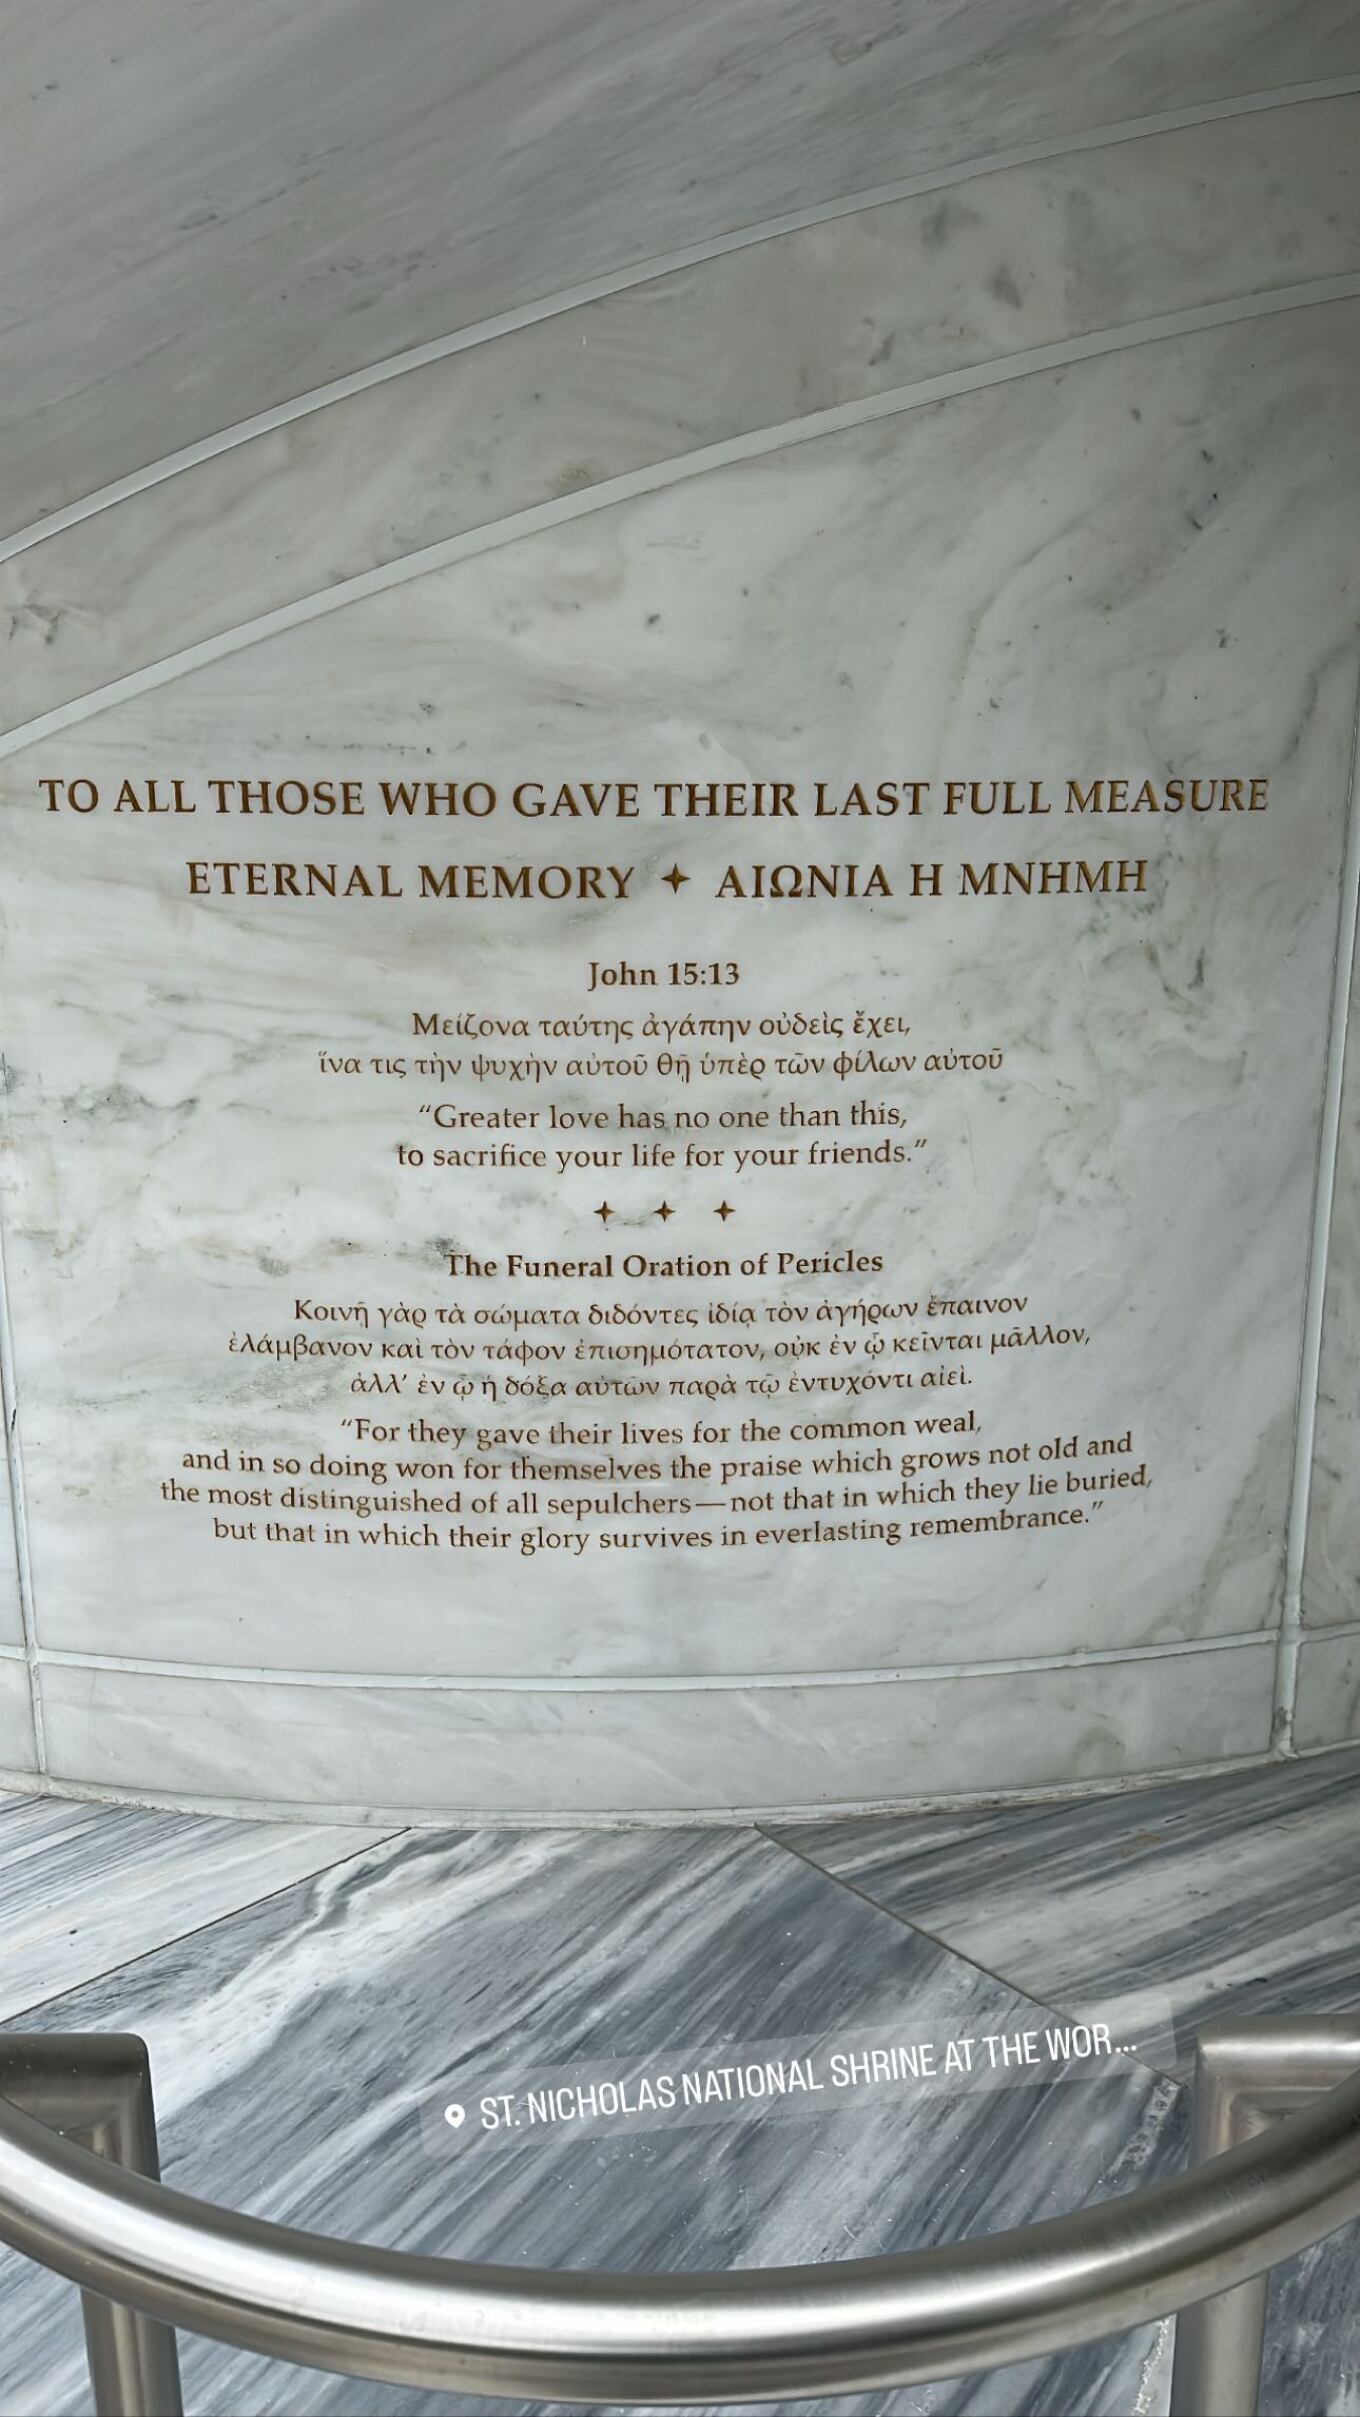 TO ALL THOSE WHO GAVE THEIR LAST FULL MEASURE
ETERNAL MEMORY ✦ ΑΙΩΝΙΑ Η ΜΝΗΜΗ
John 15:13
Μείζονα ταύτης ἀγάπην οὐδεὶς ἔχει,
ἵνα τις τὴν ψυχὴν αὐτοῦ θῇ ὑπὲρ τῶν φίλων αὐτοῦ
“Greater love has no one than this,
to sacrifice your life for your friends.”
✦ ✦ ✦
The Funeral Oration of Pericles
Κοινῇ γὰρ τὰ σώματα διδόντες ἰδίᾳ τὸν ἀγήρων ἔπαινον
ἐλάμβανον καὶ τὸν τάφον ἐπισημότατον, οὐκ ἐν ᾧ κεῖνται μᾶλλον,
ἀλλ’ ἐν ᾧ ἡ δόξα αὐτῶν παρὰ τῷ ἐντυχόντι αἰεὶ.
“For they gave their lives for the common weal,
and in so doing won for themselves the praise which grows not old and
the most distinguished of all sepulchers—not that in which they lie buried,
but that in which their glory survives in everlasting remembrance.”
ST. NICHOLAS NATIONAL SHRINE AT THE WOR...